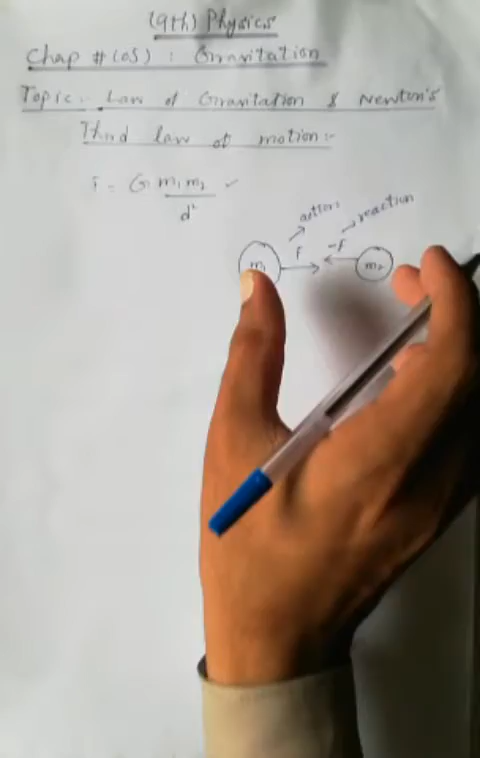 (9th) Physics
Chap # (05) : Gravitation
Topic:- Law of Gravitation & Newton's
Third law of motion:-
F = G m₁m₂ / d²
action reaction
F -F
m₁ m₂